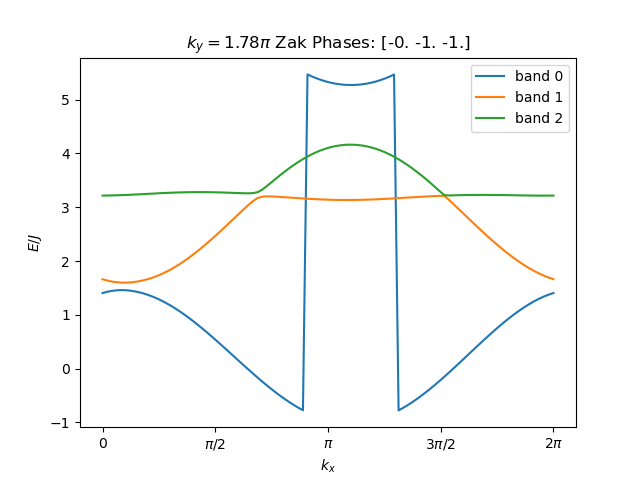 k_y = 1.78π Zak Phases: [-0. -1. -1.]
band 0
band 1
band 2
5
4
3
2
1
0
−1
E/J
0 π/2 π 3π/2 2π
k_x